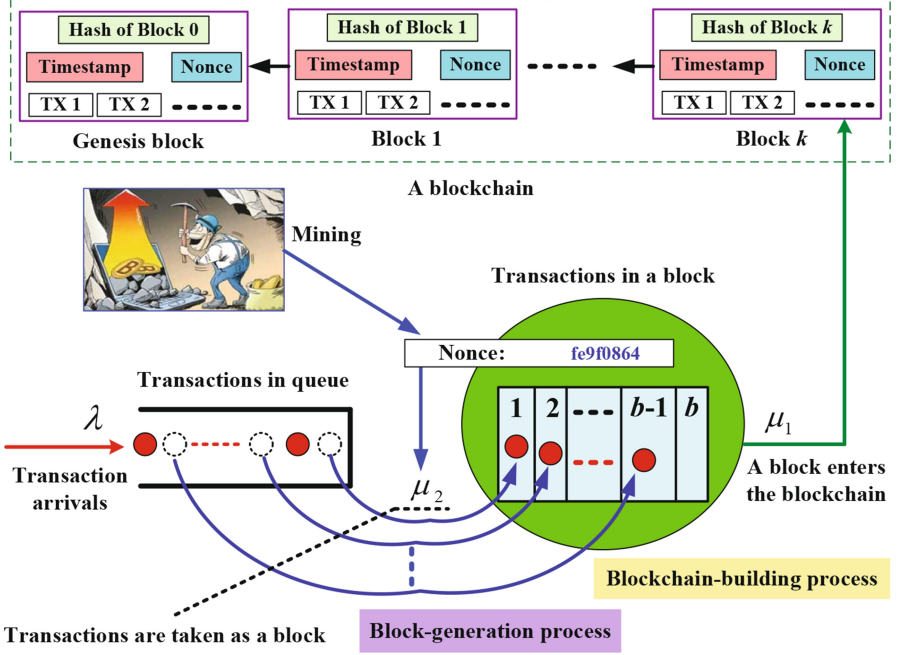 Hash of Block 0
Hash of Block 1
Hash of Block k
Timestamp
Nonce
Timestamp
Nonce
Timestamp
Nonce
TX 1
TX 2
TX 1
TX 2
TX 1
TX 2
Genesis block
Block 1
Block k
A blockchain
Mining
Transactions in a block
Nonce:
fe9f0864
Transactions in queue
1
2
b-1
b
λ
μ1
Transaction
arrivals
A block enters
the blockchain
μ2
Blockchain-building process
Transactions are taken as a block
Block-generation process